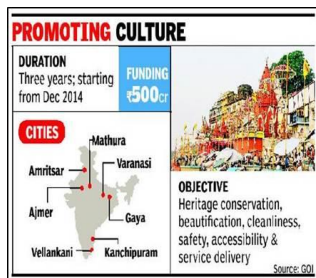 PROMOTING CULTURE
DURATION
Three years; starting
from Dec 2014
FUNDING
₹500cr
CITIES
Mathura
Varanasi
Amritsar
Ajmer
Gaya
Vellankani
Kanchipuram
OBJECTIVE
Heritage conservation,
beautification, cleanliness,
safety, accessibility &
service delivery
Source: GOI